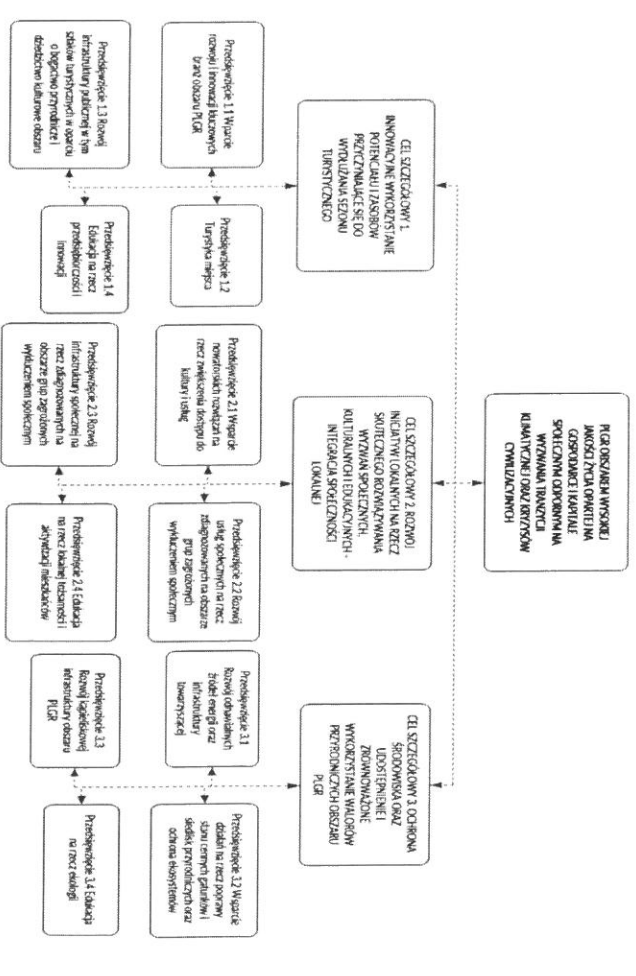 PLGR OBSZAREM WYSOKIEJ
JAKOŚCI ŻYCIA OPARTEJ NA
GOSPODARCE I KAPITALE
SPOŁECZNYM ODPORNYM NA
WYZWANIA TRANZYCJI
KLIMATYCZNEJ ORAZ KRYZYSÓW
CYWILIZACYJNYCH
CEL SZCZEGÓŁOWY 1.
INNOWACYJNE WYKORZYSTANIE
POTENCJAŁU I ZASOBÓW
PRZYCZYNIAJĄCE SIĘ DO
WYDŁUŻANIA SEZONU
TURYSTYCZNEGO
CEL SZCZEGÓŁOWY 2. ROZWÓJ
INICJATYW LOKALNYCH NA RZECZ
SKUTECZNEGO ROZWIĄZYWANIA
WYZWAŃ SPOŁECZNYCH,
KULTURALNYCH I EDUKACYJNYCH -
INTEGRACJA SPOŁECZNOŚCI
LOKALNEJ
CEL SZCZEGÓŁOWY 3. OCHRONA
ŚRODOWISKA ORAZ
UDOSTĘPNIENIE I
ZRÓWNOWAŻONE
WYKORZYSTANIE WALORÓW
PRZYRODNICZYCH OBSZARU
PLGR
Przedsięwzięcie 1.1 Wsparcie
rozwoju i innowacji kluczowych
branż obszaru PLGR
Przedsięwzięcie 1.2
Turystyka miejsca
Przedsięwzięcie 2.1 Wsparcie
nowatorskich rozwiązań na
rzecz zwiększenia dostępu do
kultury i usług
Przedsięwzięcie 2.2 Rozwój
usług społecznych na rzecz
zdiagnozowanych na obszarze
grup zagrożonych
wykluczeniem społecznym
Przedsięwzięcie 3.1
Rozwój odnawialnych
źródeł energii oraz
infrastruktury
towarzyszącej
Przedsięwzięcie 3.2 Wsparcie
działań na rzecz poprawy
stanu cennych gatunków i
siedlisk przyrodniczych oraz
ochrona ekosystemów
Przedsięwzięcie 1.3 Rozwój
infrastruktury publicznej w tym
szlaków turystycznych w oparciu
o bogactwo przyrodnicze i
dziedzictwo kulturowe obszaru
Przedsięwzięcie 1.4
Edukacja na rzecz
przedsiębiorczości i
innowacji
Przedsięwzięcie 2.3 Rozwój
infrastruktury społecznej na
rzecz zdiagnozowanych na
obszarze grup zagrożonych
wykluczeniem społecznym
Przedsięwzięcie 2.4 Edukacja
na rzecz lokalnej tożsamości i
aktywizacji mieszkańców
Przedsięwzięcie 3.3
Rozwój kąpieliskowej
infrastruktury obszaru
PLGR
Przedsięwzięcie 3.4 Edukacja
na rzecz ekologii